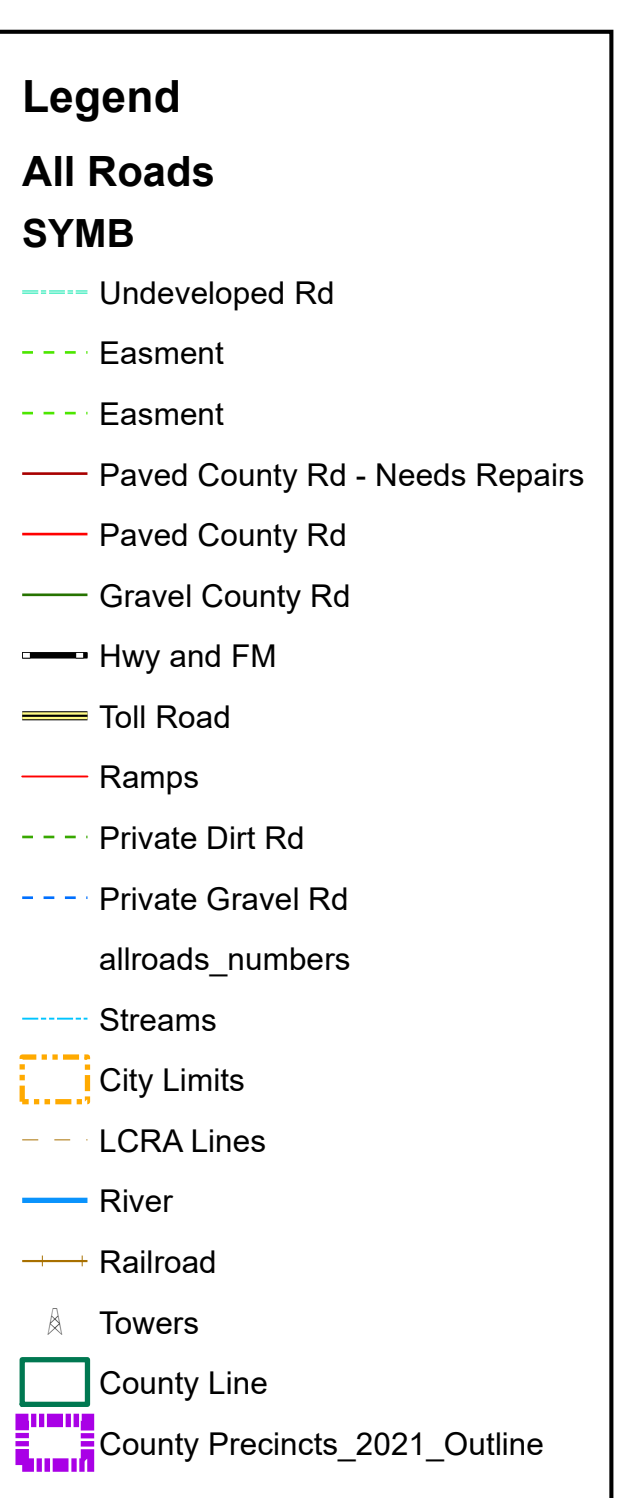 Legend
All Roads
SYMB
Undeveloped Rd
Easment
Easment
Paved County Rd - Needs Repairs
Paved County Rd
Gravel County Rd
Hwy and FM
Toll Road
Ramps
Private Dirt Rd
Private Gravel Rd
allroads_numbers
Streams
City Limits
LCRA Lines
River
Railroad
Towers
County Line
County Precincts_2021_Outline